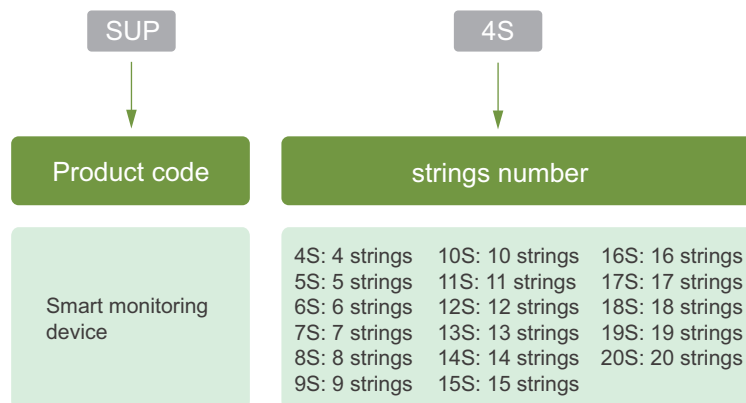 SUP
4S
Product code
strings number
Smart monitoring
device
4S: 4 strings
5S: 5 strings
6S: 6 strings
7S: 7 strings
8S: 8 strings
9S: 9 strings
10S: 10 strings
11S: 11 strings
12S: 12 strings
13S: 13 strings
14S: 14 strings
15S: 15 strings
16S: 16 strings
17S: 17 strings
18S: 18 strings
19S: 19 strings
20S: 20 strings